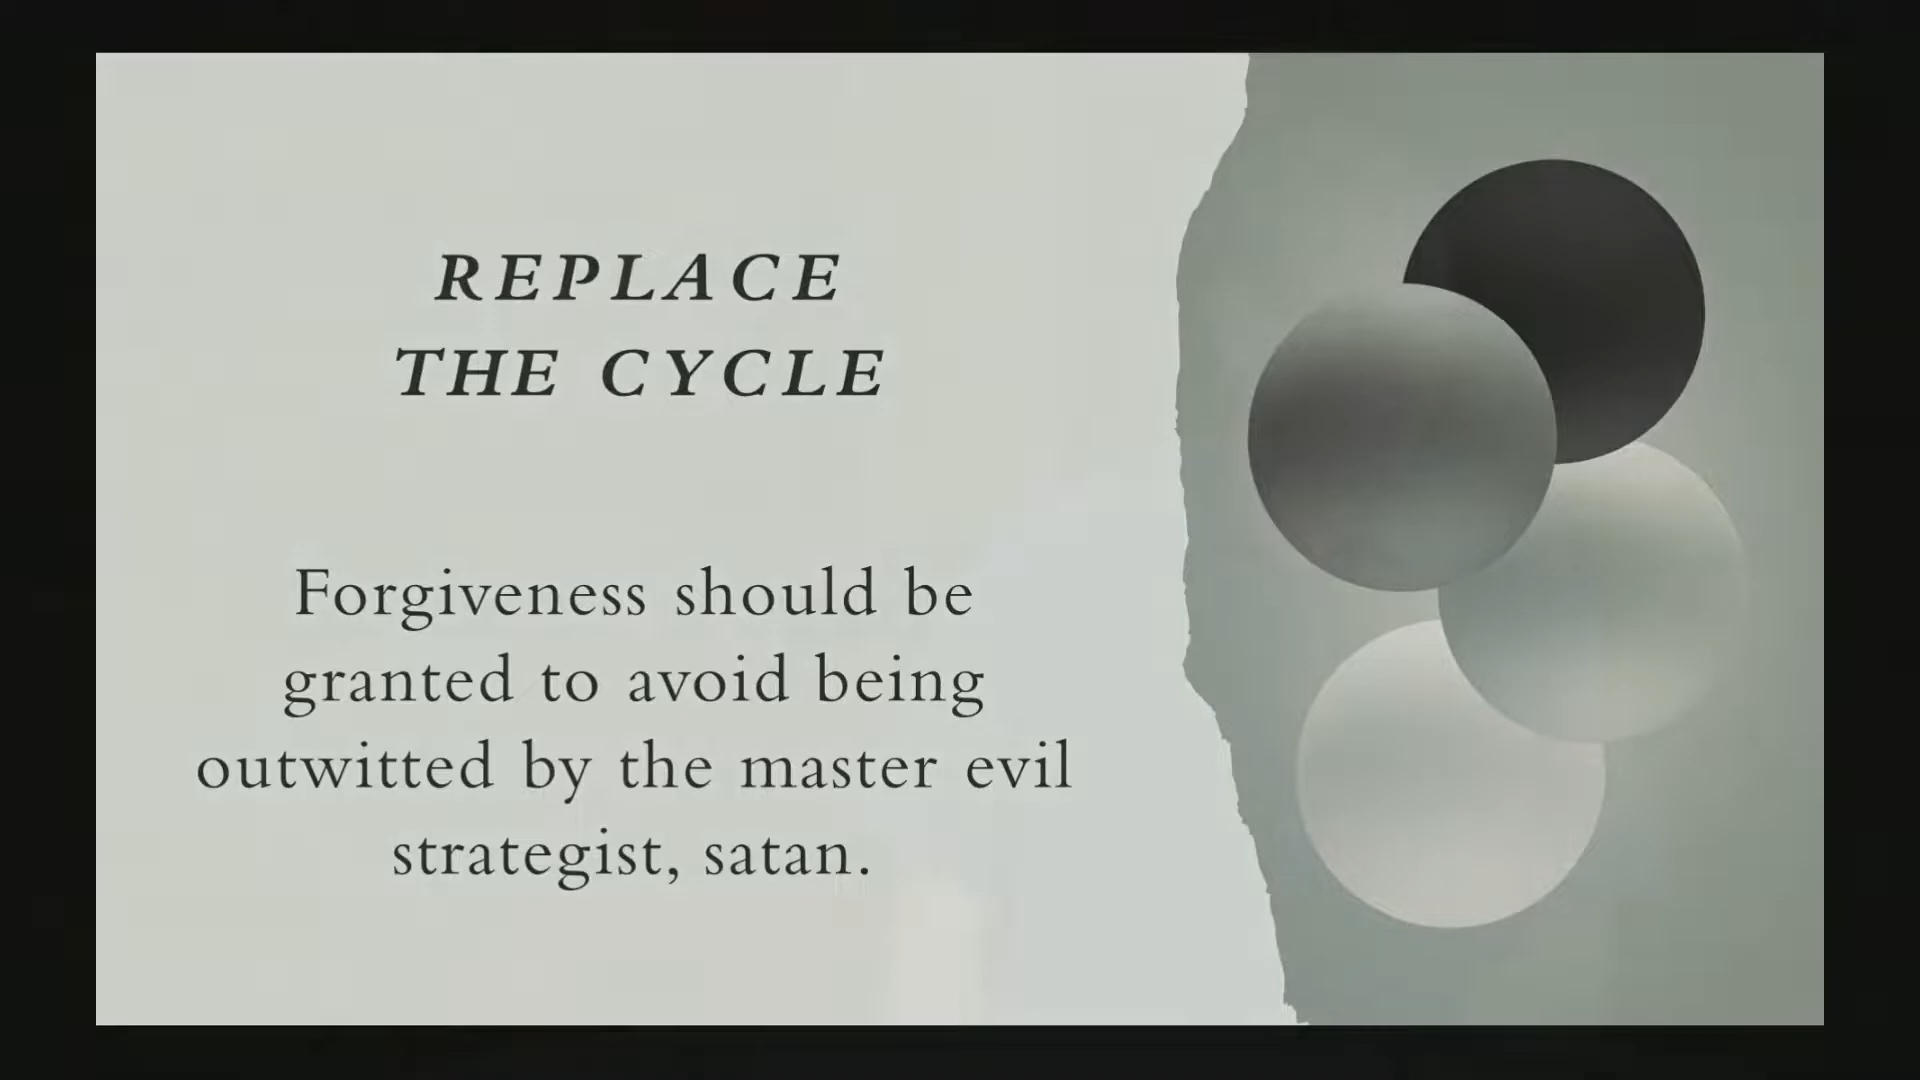 REPLACE
THE CYCLE
Forgiveness should be
granted to avoid being
outwitted by the master evil
strategist, satan.